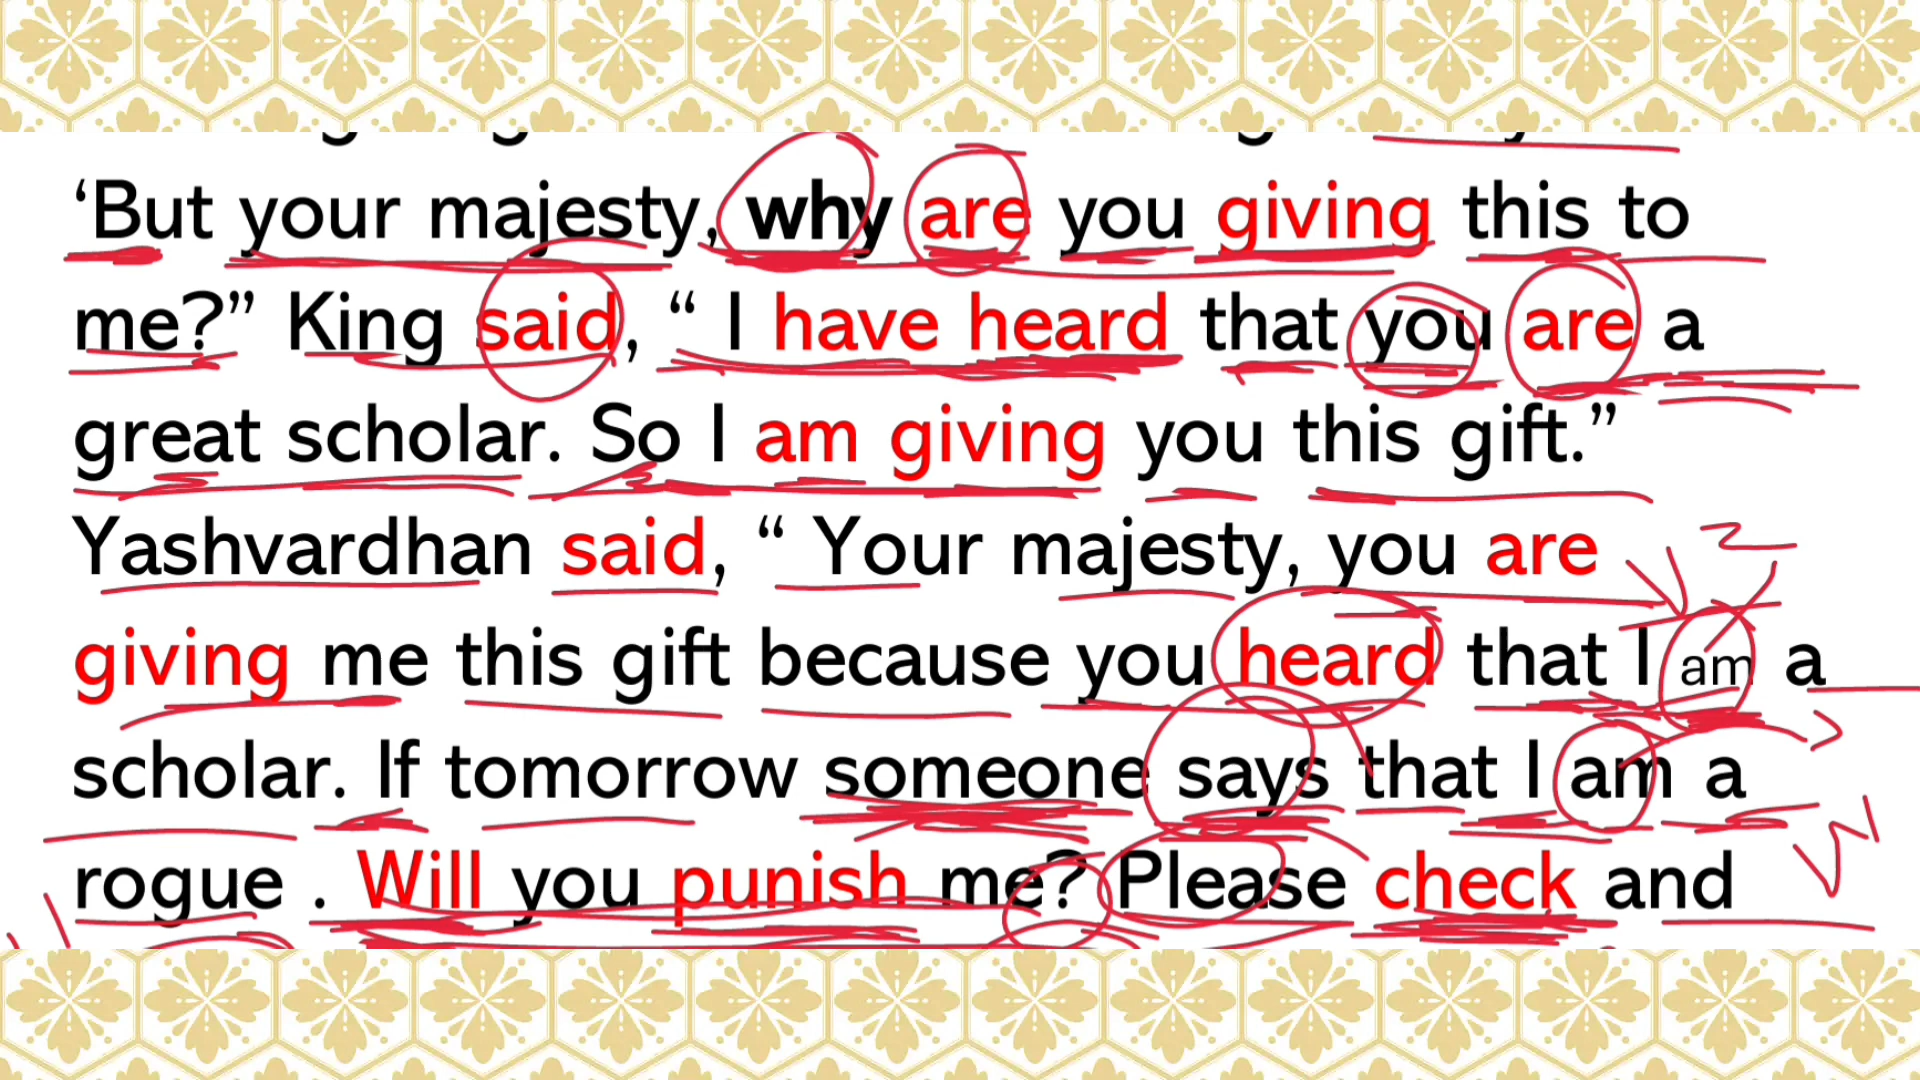 ‘But your majesty, why are you giving this to
me?” King said, “ I have heard that you are a
great scholar. So I am giving you this gift.”
Yashvardhan said, “ Your majesty, you are
giving me this gift because you heard that I am a
scholar. If tomorrow someone says that I am a
rogue . Will you punish me? Please check and